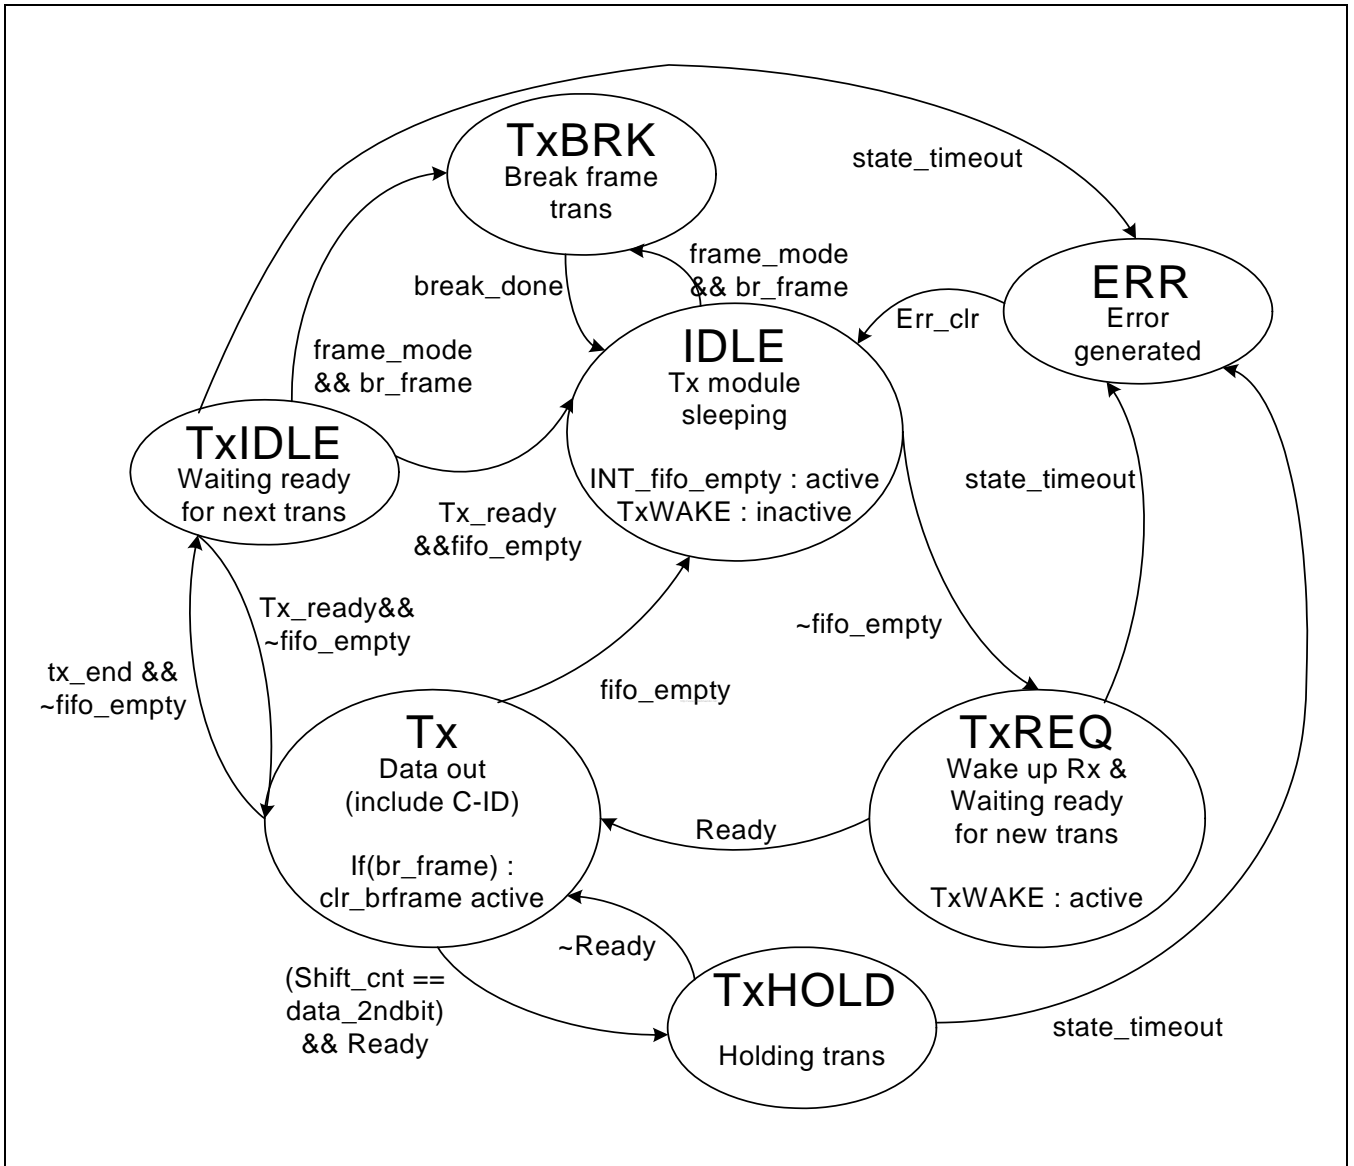 TxBRK
Break frame
trans
state_timeout
frame_mode
&& br_frame
break_done
ERR
Error
generated
Err_clr
IDLE
Tx module
sleeping
INT_fifo_empty : active
TxWAKE : inactive
frame_mode
&& br_frame
TxIDLE
Waiting ready
for next trans
Tx_ready
&&fifo_empty
state_timeout
Tx_ready&&
~fifo_empty
~fifo_empty
tx_end &&
~fifo_empty
fifo_empty
Tx
Data out
(include C-ID)
If(br_frame) :
clr_brframe active
TxREQ
Wake up Rx &
Waiting ready
for new trans
TxWAKE : active
Ready
~Ready
(Shift_cnt ==
data_2ndbit)
&& Ready
TxHOLD
Holding trans
state_timeout